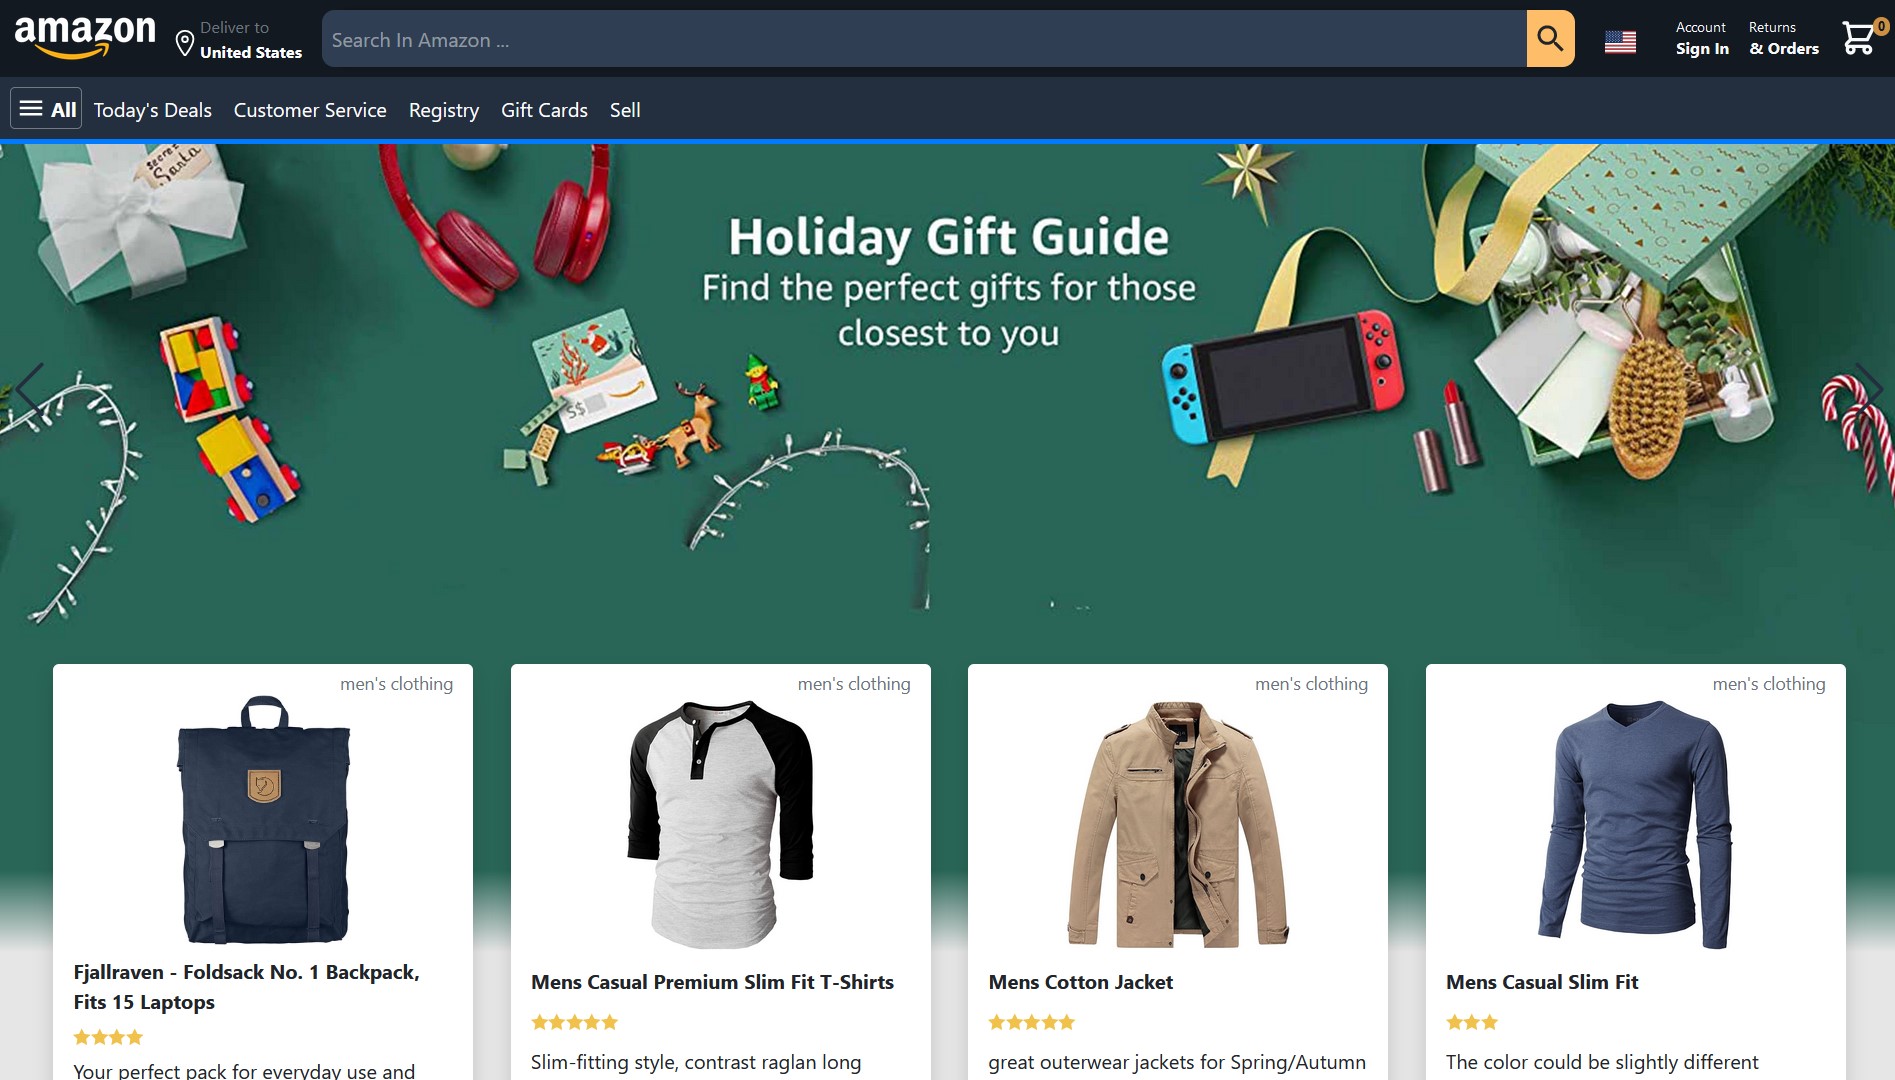 amazon
Deliver to
United States
Search In Amazon ...
Account
Sign In
Returns
& Orders
0
All
Today's Deals
Customer Service
Registry
Gift Cards
Sell
secret
Santa
Holiday Gift Guide
Find the perfect gifts for those
closest to you
S$
men's clothing
Fjallraven - Foldsack No. 1 Backpack,
Fits 15 Laptops
Your perfect pack for everyday use and
men's clothing
Mens Casual Premium Slim Fit T-Shirts
Slim-fitting style, contrast raglan long
men's clothing
Mens Cotton Jacket
great outerwear jackets for Spring/Autumn
men's clothing
Mens Casual Slim Fit
The color could be slightly different